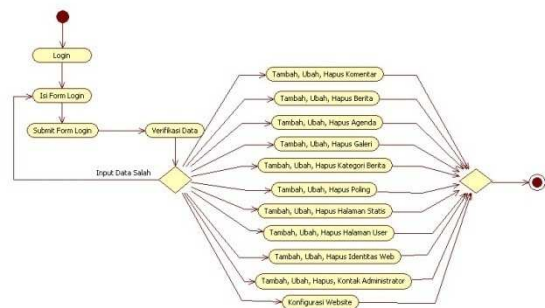 Login
Isi Form Login
Submit Form Login
Verifikasi Data
Input Data Salah
Tambah, Ubah, Hapus Komentar
Tambah, Ubah, Hapus Berita
Tambah, Ubah, Hapus Agenda
Tambah, Ubah, Hapus Galeri
Tambah, Ubah, Hapus Kategori Berita
Tambah, Ubah, Hapus Poling
Tambah, Ubah, Hapus Halaman Statis
Tambah, Ubah, Hapus Halaman User
Tambah, Ubah, Hapus Identitas Web
Tambah, Ubah, Hapus, Kontak Administrator
Konfigurasi Website